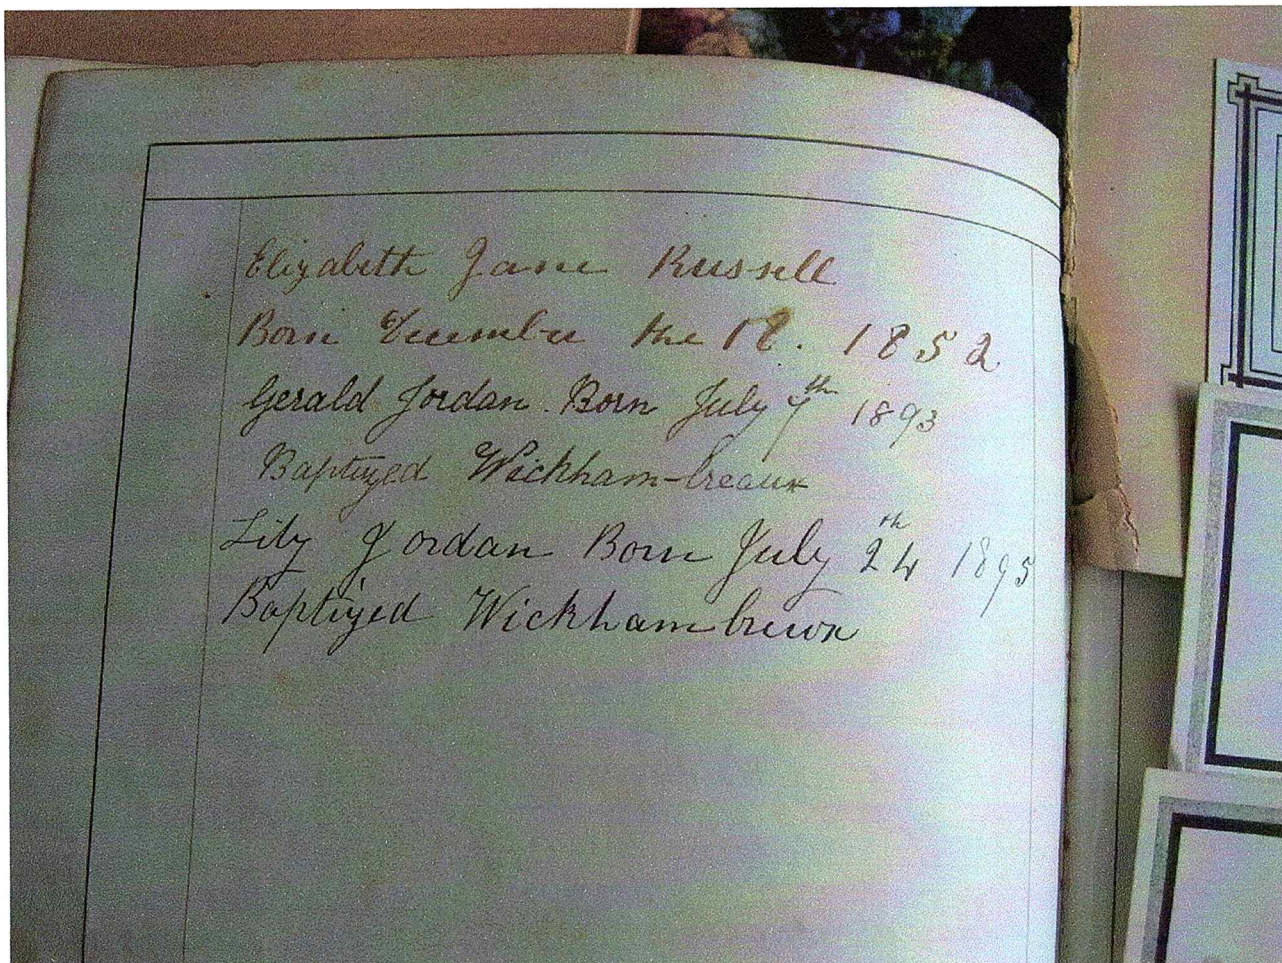 Elizabeth Jane Russell
Born December the 18. 1852
Gerald Jordan. Born July 7th 1893
Baptized Wickham-breaux
Lily Jordan Born July 24th 1895
Baptized Wickhambreux